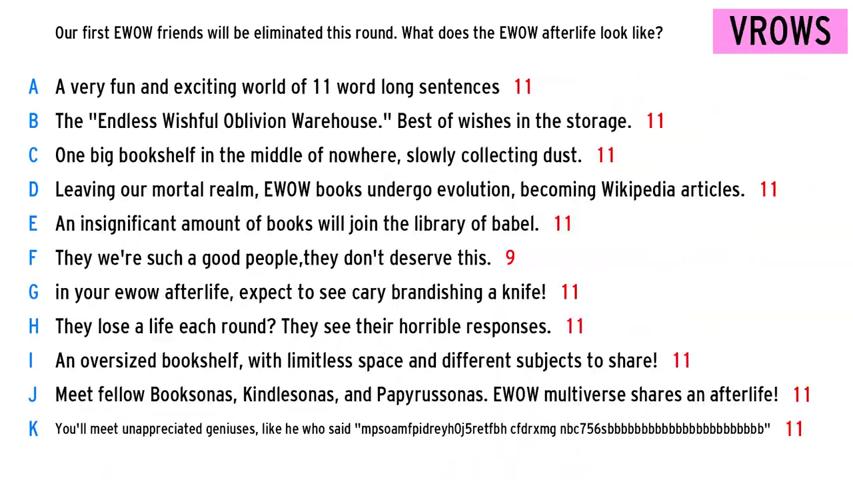 Our first EWOW friends will be eliminated this round. What does the EWOW afterlife look like?
VROWS
A A very fun and exciting world of 11 word long sentences 11
B The "Endless Wishful Oblivion Warehouse." Best of wishes in the storage. 11
C One big bookshelf in the middle of nowhere, slowly collecting dust. 11
D Leaving our mortal realm, EWOW books undergo evolution, becoming Wikipedia articles. 11
E An insignificant amount of books will join the library of babel. 11
F They we're such a good people,they don't deserve this. 9
G in your ewow afterlife, expect to see cary brandishing a knife! 11
H They lose a life each round? They see their horrible responses. 11
I An oversized bookshelf, with limitless space and different subjects to share! 11
J Meet fellow Booksonas, Kindlesonas, and Papyrussonas. EWOW multiverse shares an afterlife! 11
K You'll meet unappreciated geniuses, like he who said "mpsoamfpidreyh0j5retfbh cfdrxmg nbc756sbbbbbbbbbbbbbbbbbbbbbbbb" 11